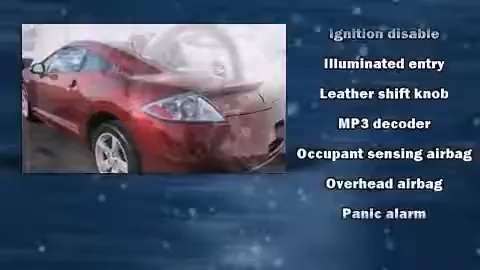 Ignition disable
Illuminated entry
Leather shift knob
MP3 decoder
Occupant sensing airbag
Overhead airbag
Panic alarm